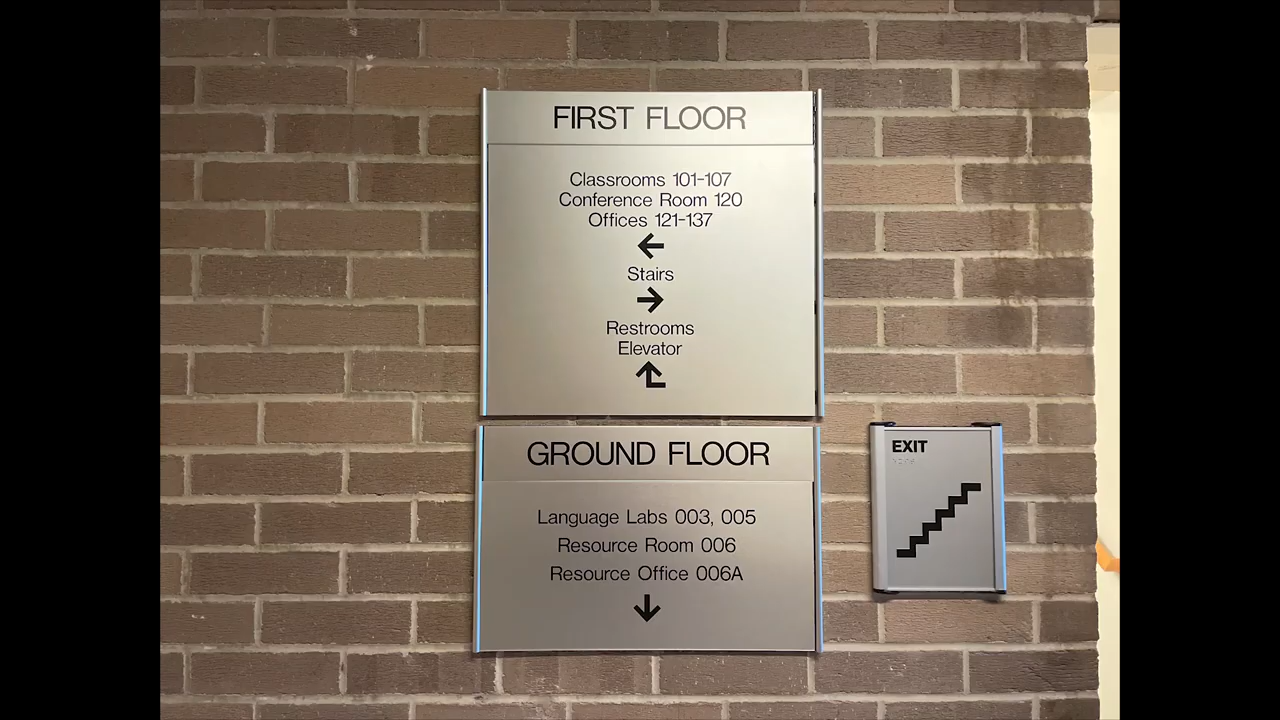 FIRST FLOOR
Classrooms 101-107
Conference Room 120
Offices 121-137
Stairs
Restrooms
Elevator
GROUND FLOOR
Language Labs 003, 005
Resource Room 006
Resource Office 006A
EXIT